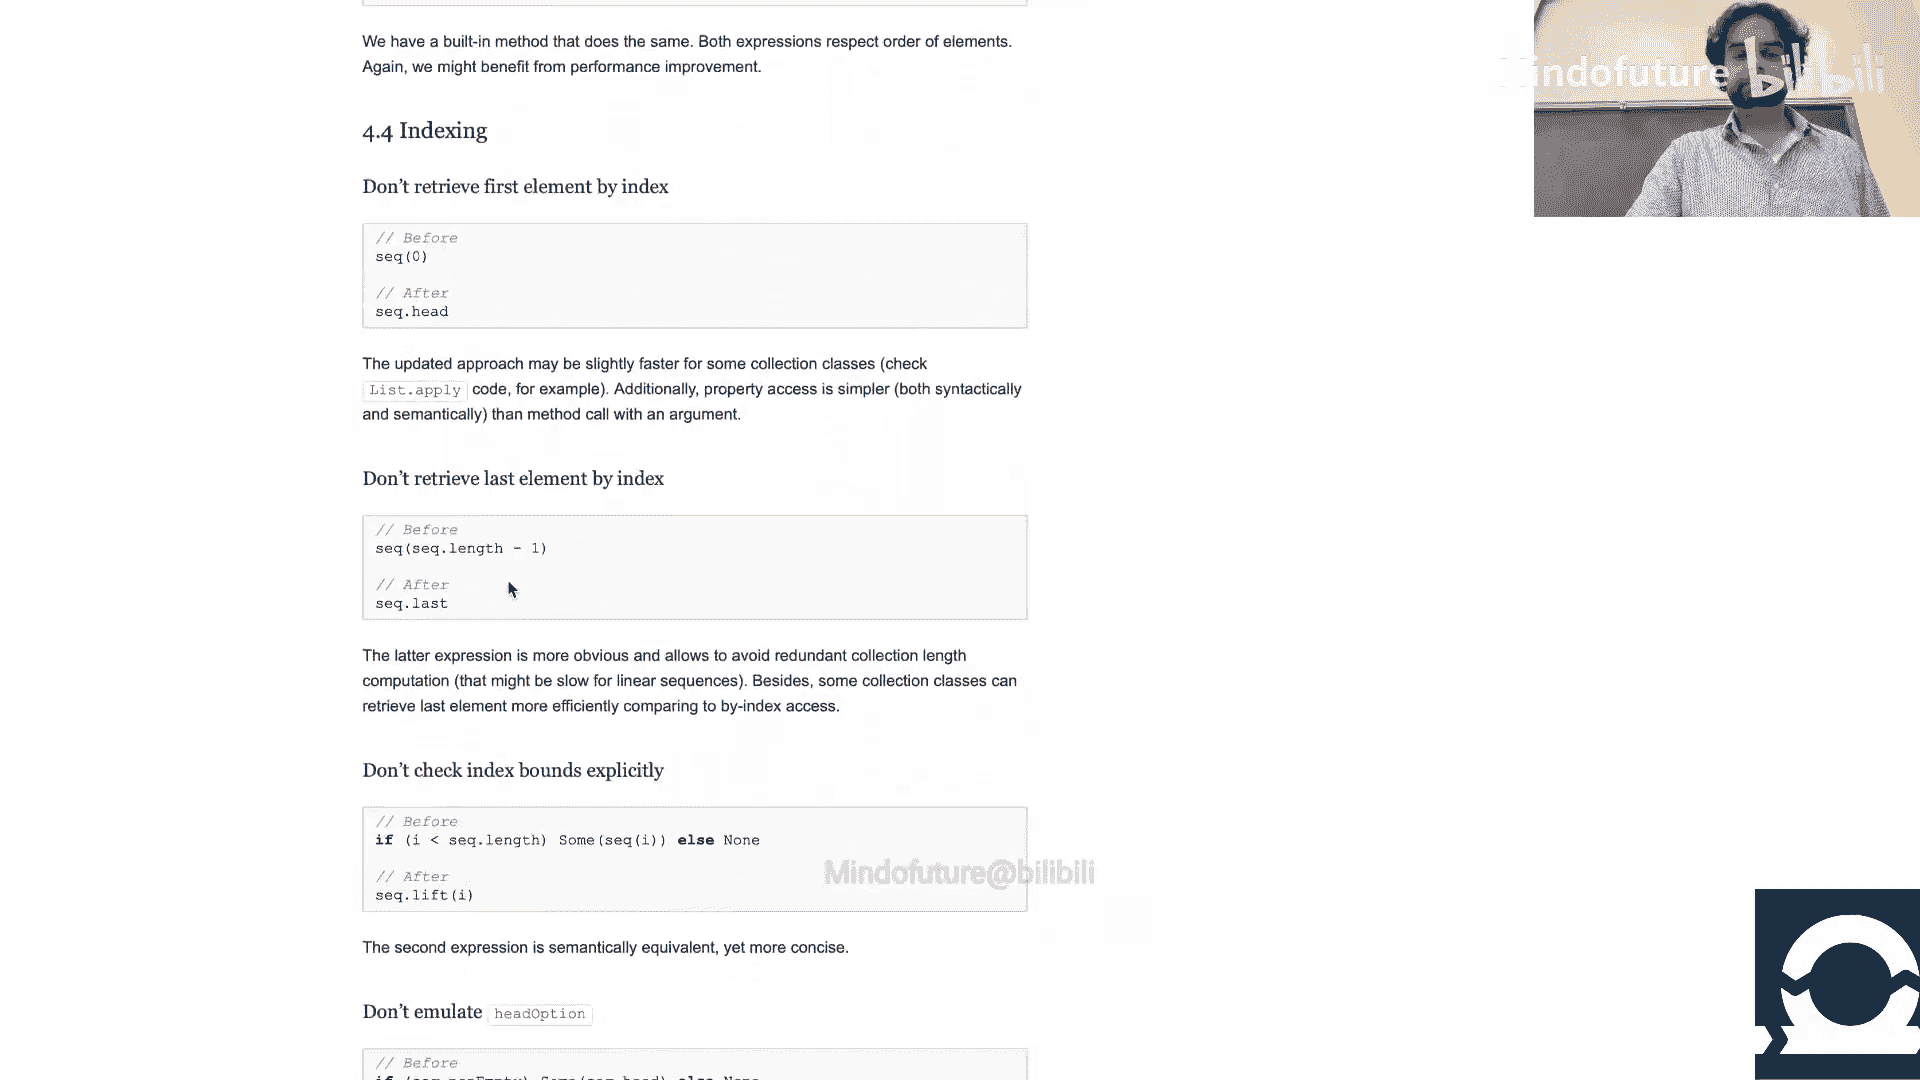 We have a built-in method that does the same. Both expressions respect order of elements.
Again, we might benefit from performance improvement.
4.4 Indexing
Don’t retrieve first element by index
// Before
seq(0)
// After
seq.head
The updated approach may be slightly faster for some collection classes (check
List.apply code, for example). Additionally, property access is simpler (both syntactically
and semantically) than method call with an argument.
Don’t retrieve last element by index
// Before
seq(seq.length - 1)
// After
seq.last
The latter expression is more obvious and allows to avoid redundant collection length
computation (that might be slow for linear sequences). Besides, some collection classes can
retrieve last element more efficiently comparing to by-index access.
Don’t check index bounds explicitly
// Before
if (i < seq.length) Some(seq(i)) else None
// After
seq.lift(i)
The second expression is semantically equivalent, yet more concise.
Don’t emulate headOption
// Before
Mindofuture bilibili
Mindofuture@bilibili